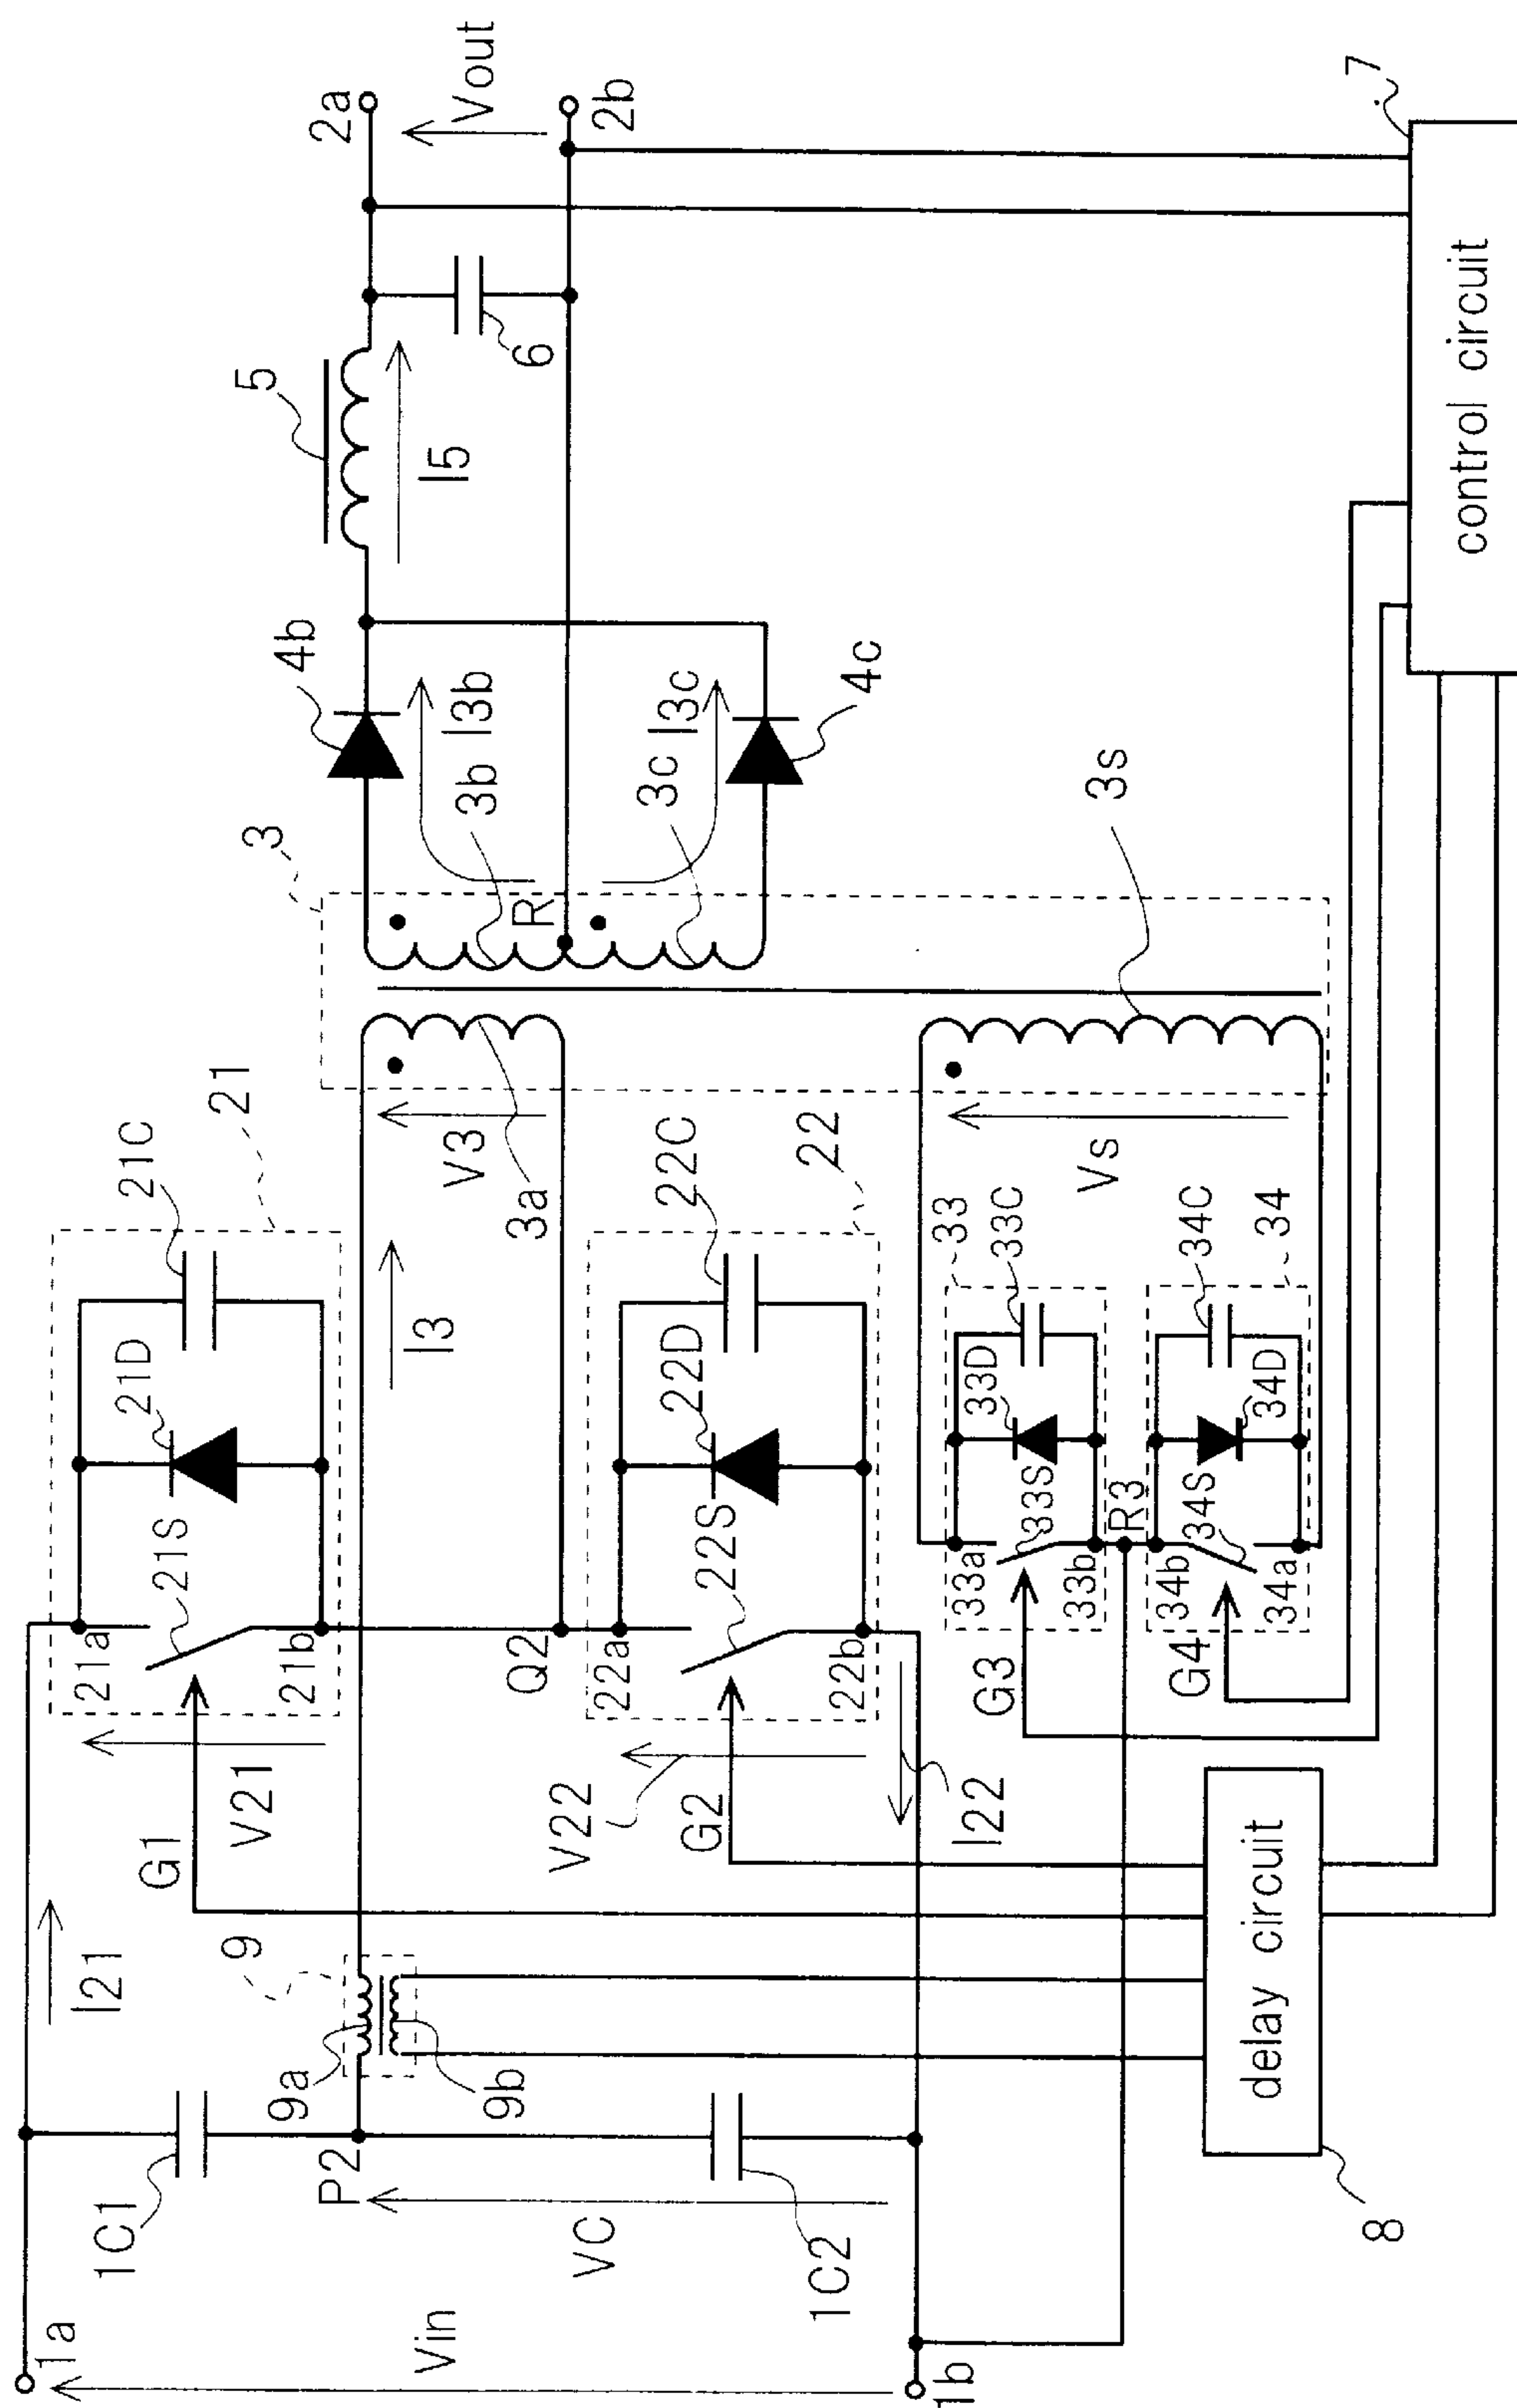 1a
Vin
1b
1C1
P2
VC
1C2
I21
9
9a
9b
G1
V21
V22
G2
I22
21
21C
21D
21S
21a
21b
Q2
I3
V3
3a
22
22C
22D
22S
22a
22b
33
33C
33D
33S
33a
33b
R3
34
34C
34D
34S
34b
34a
G3
G4
Vs
3s
3
3b
3c
R
I3b
I3c
4b
4c
5
I5
6
2a
Vout
2b
7
control circuit
delay circuit
8